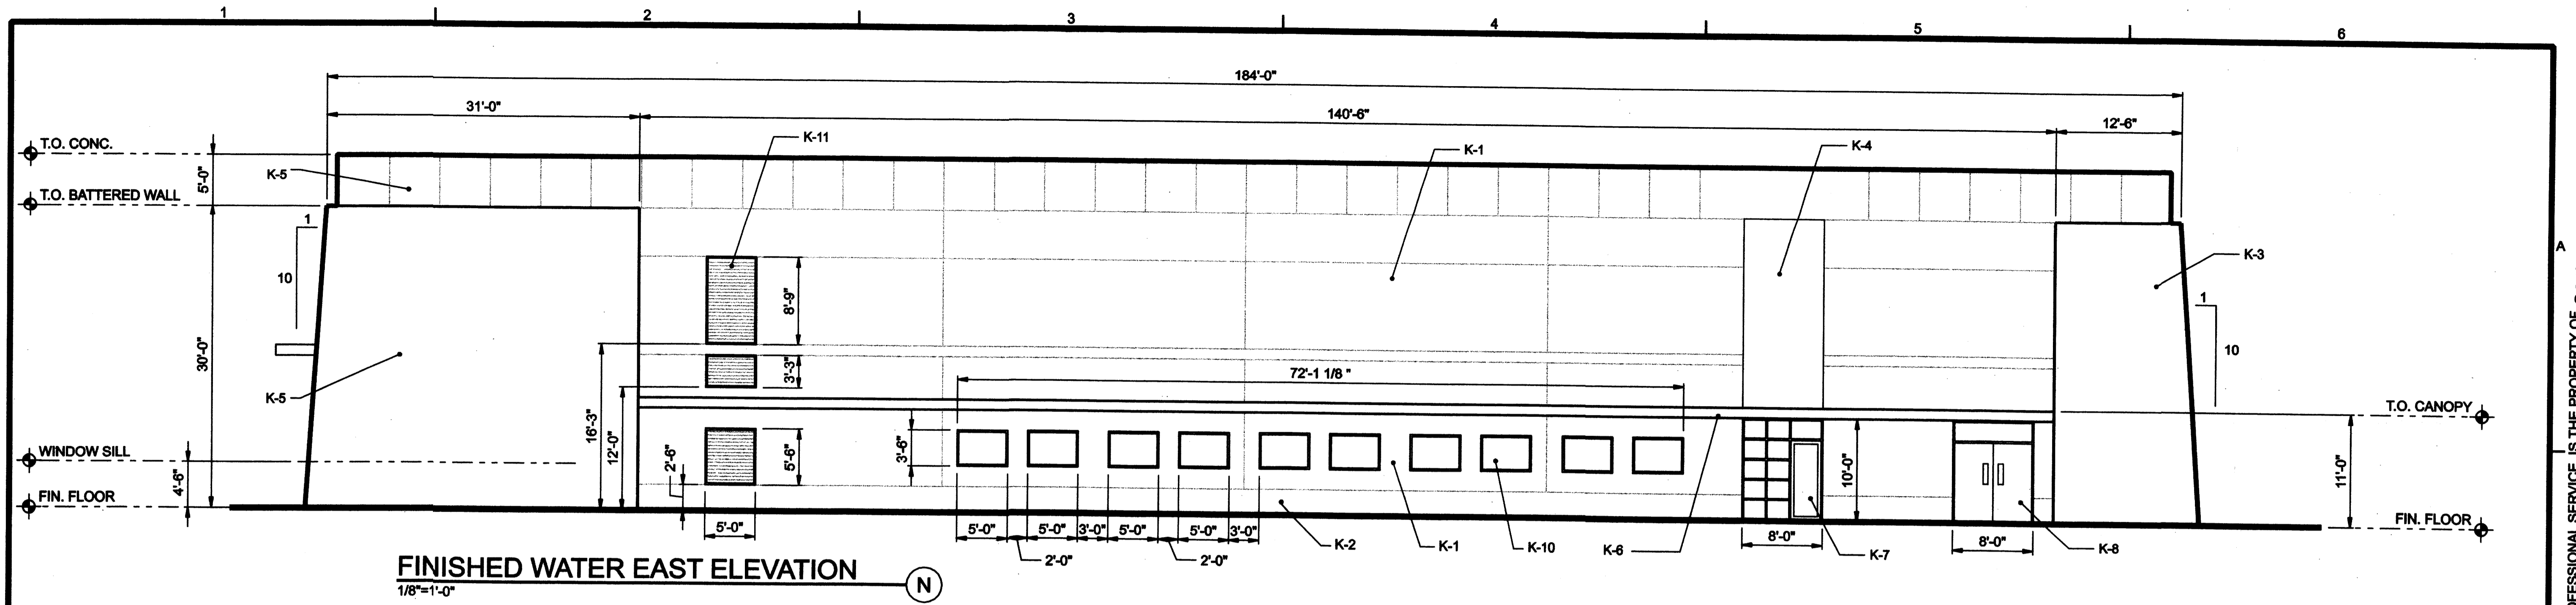 1 2 3 4 5 6
184'-0"
31'-0" 140'-6" 12'-6"
T.O. CONC.
K-11 K-1 K-4
5'-0" K-5
T.O. BATTERED WALL
1
10
K-3
A
8'-9"
1
10
30'-0"
3'-3"
72'-1 1/8 "
K-5
16'-3"
12'-0"
T.O. CANOPY
WINDOW SILL
4'-6"
2'-6"
5'-6"
3'-6"
10'-0"
11'-0"
FIN. FLOOR
FIN. FLOOR
5'-0" 5'-0" 5'-0" 3'-0" 5'-0" 5'-0" 3'-0" 8'-0" 8'-0"
2'-0" 2'-0" K-2 K-1 K-10 K-6 K-7 K-8
FINISHED WATER EAST ELEVATION N
1/8"=1'-0"
SERVICE, IS THE PROPERTY OF